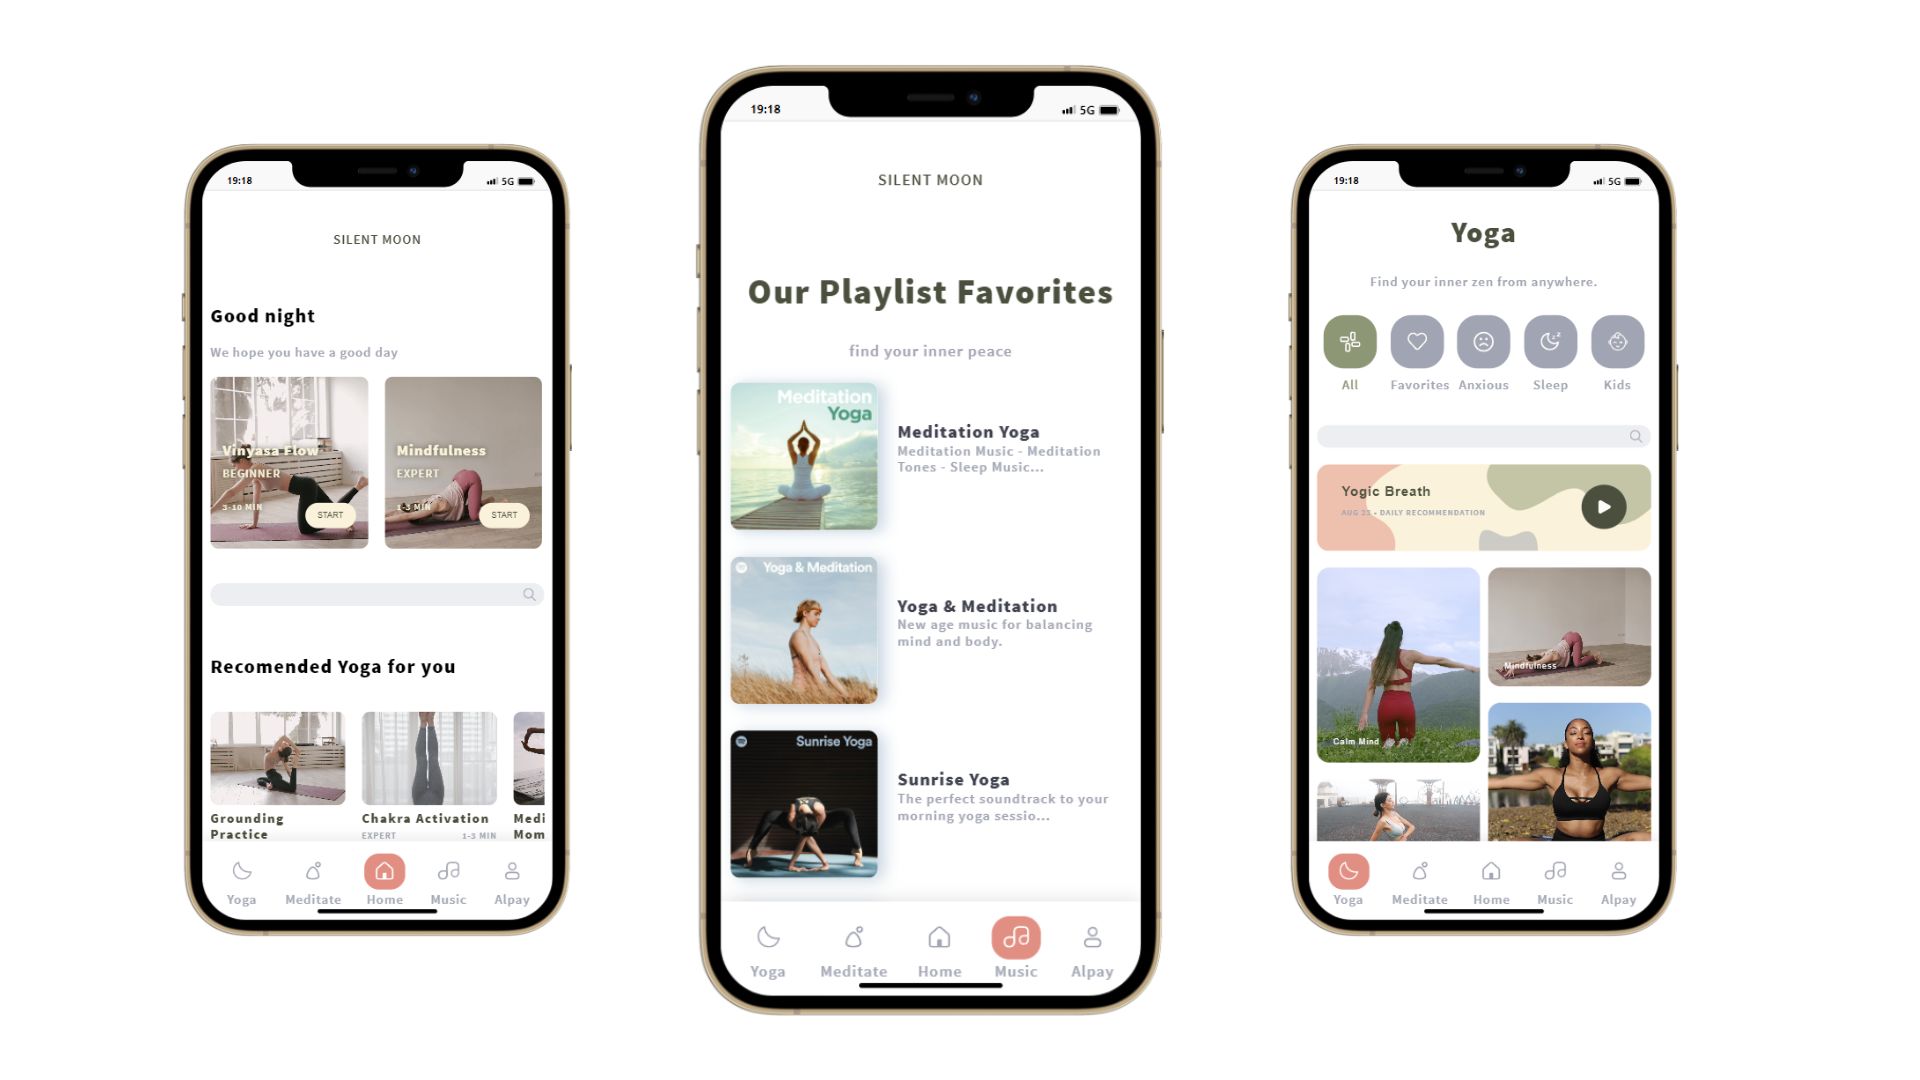 19:18
5G
SILENT MOON
Good night
We hope you have a good day
Vinyasa Flow
BEGINNER
3-10 MIN
START
Mindfulness
EXPERT
1-3 MIN
START
Recomended Yoga for you
Grounding
Practice
Chakra Activation
EXPERT 1-3 MIN
Medi
Mom
Yoga
Meditate
Home
Music
Alpay
19:18
5G
SILENT MOON
Our Playlist Favorites
find your inner peace
Meditation
Yoga
Meditation Yoga
Meditation Music - Meditation
Tones - Sleep Music...
Yoga & Meditation
Yoga & Meditation
New age music for balancing
mind and body.
Sunrise Yoga
Sunrise Yoga
The perfect soundtrack to your
morning yoga sessio...
Yoga
Meditate
Home
Music
Alpay
19:18
5G
Yoga
Find your inner zen from anywhere.
All
Favorites
Anxious
Sleep
Kids
Yogic Breath
AUG 25 • DAILY RECOMMENDATION
Calm Mind
Mindfulness
Yoga
Meditate
Home
Music
Alpay